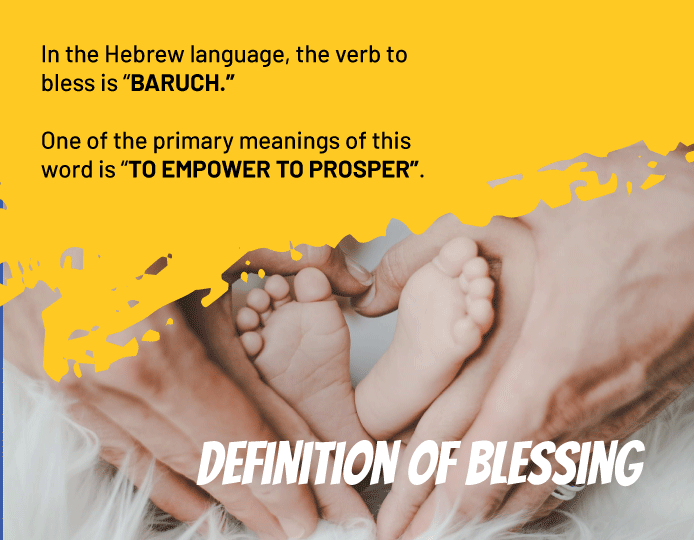 In the Hebrew language, the verb to
bless is “BARUCH.”
One of the primary meanings of this
word is “TO EMPOWER TO PROSPER”.
DEFINITION OF BLESSING